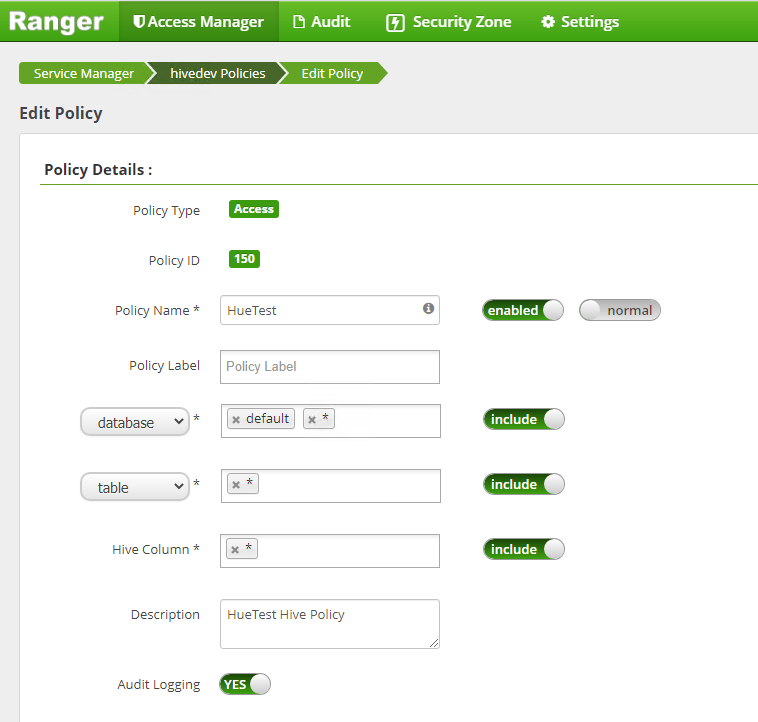 Ranger Access Manager Audit Security Zone Settings
Service Manager hivedev Policies Edit Policy
Edit Policy
Policy Details :
Policy Type Access
Policy ID 150
Policy Name * HueTest enabled normal
Policy Label Policy Label
database * × default × * include
table * × * include
Hive Column * × * include
Description HueTest Hive Policy
Audit Logging YES